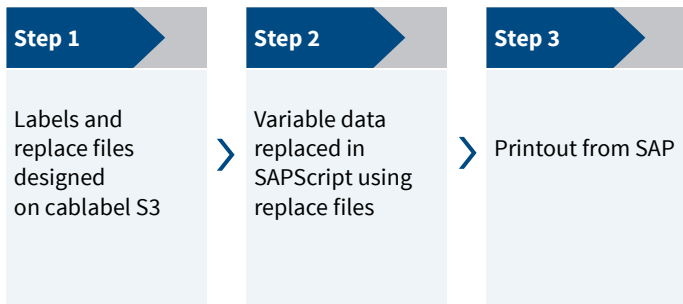 Step 1
Labels and
replace files
designed
on cablabel S3
Step 2
Variable data
replaced in
SAPScript using
replace files
Step 3
Printout from SAP